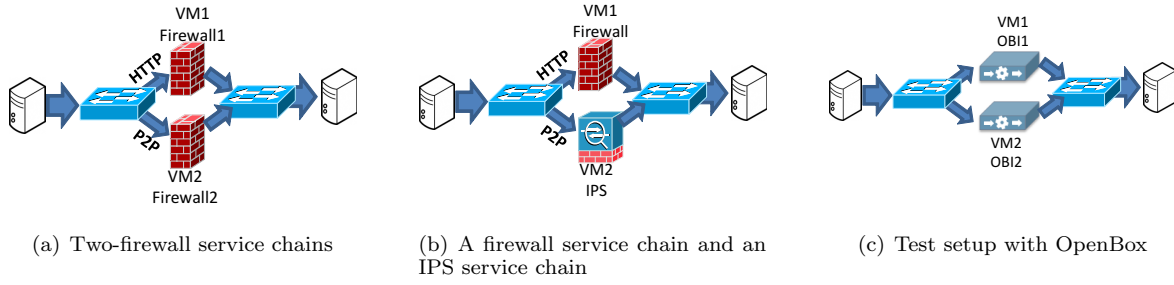 VM1
Firewall1
HTTP
P2P
VM2
Firewall2
(a) Two-firewall service chains
VM1
Firewall
HTTP
P2P
VM2
IPS
(b) A firewall service chain and an
IPS service chain
VM1
OBI1
VM2
OBI2
(c) Test setup with OpenBox